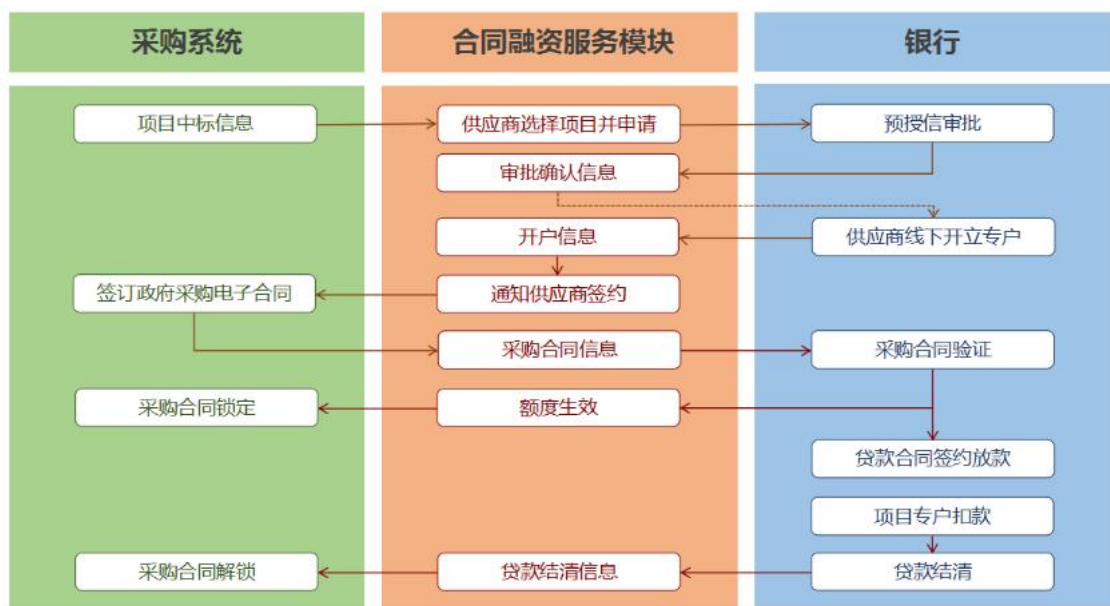 采购系统
合同融资服务模块
银行
项目中标信息
供应商选择项目并申请
预授信审批
审批确认信息
开户信息
供应商线下开立专户
签订政府采购电子合同
通知供应商签约
采购合同信息
采购合同验证
采购合同锁定
额度生效
贷款合同签约放款
项目专户扣款
采购合同解锁
贷款结清信息
贷款结清